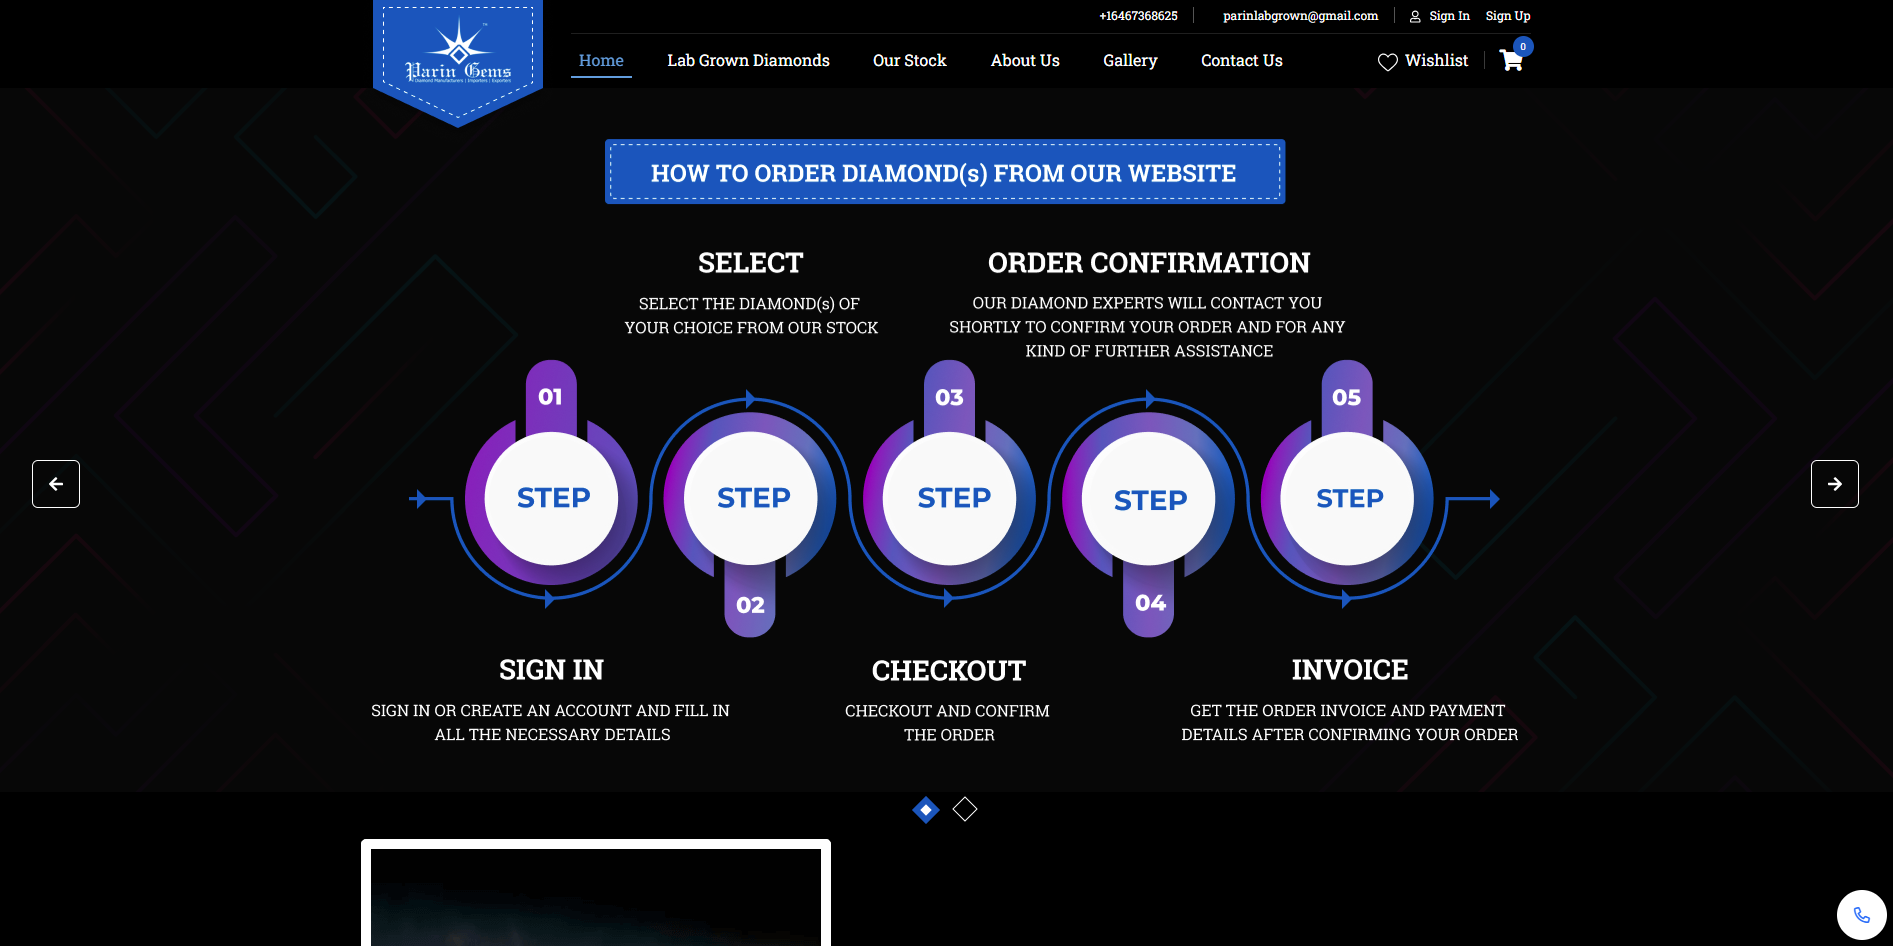 +16467368625
parinlabgrown@gmail.com
Sign In
Sign Up
TM
Parin Gems
Diamond Manufacturers | Importers | Exporters
Home
Lab Grown Diamonds
Our Stock
About Us
Gallery
Contact Us
Wishlist
0
HOW TO ORDER DIAMOND(s) FROM OUR WEBSITE
SELECT
SELECT THE DIAMOND(s) OF
YOUR CHOICE FROM OUR STOCK
ORDER CONFIRMATION
OUR DIAMOND EXPERTS WILL CONTACT YOU
SHORTLY TO CONFIRM YOUR ORDER AND FOR ANY
KIND OF FURTHER ASSISTANCE
01
STEP
STEP
02
03
STEP
STEP
04
05
STEP
SIGN IN
SIGN IN OR CREATE AN ACCOUNT AND FILL IN
ALL THE NECESSARY DETAILS
CHECKOUT
CHECKOUT AND CONFIRM
THE ORDER
INVOICE
GET THE ORDER INVOICE AND PAYMENT
DETAILS AFTER CONFIRMING YOUR ORDER